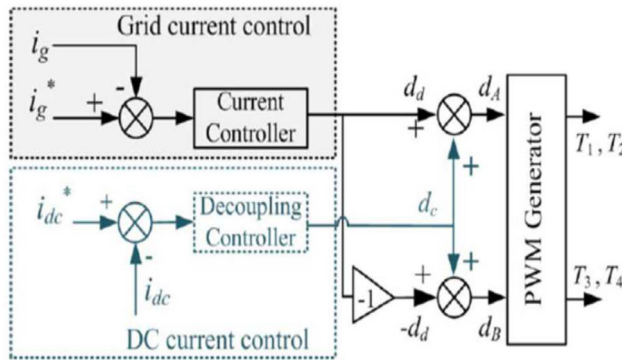 Grid current control
i_g
-
i_g^*
+
Current
Controller
d_d
+
d_A
T_1, T_2
+
i_dc^*
+
Decoupling
Controller
d_c
-
i_dc
DC current control
-1
+
+
-d_d
d_B
T_3, T_4
PWM Generator